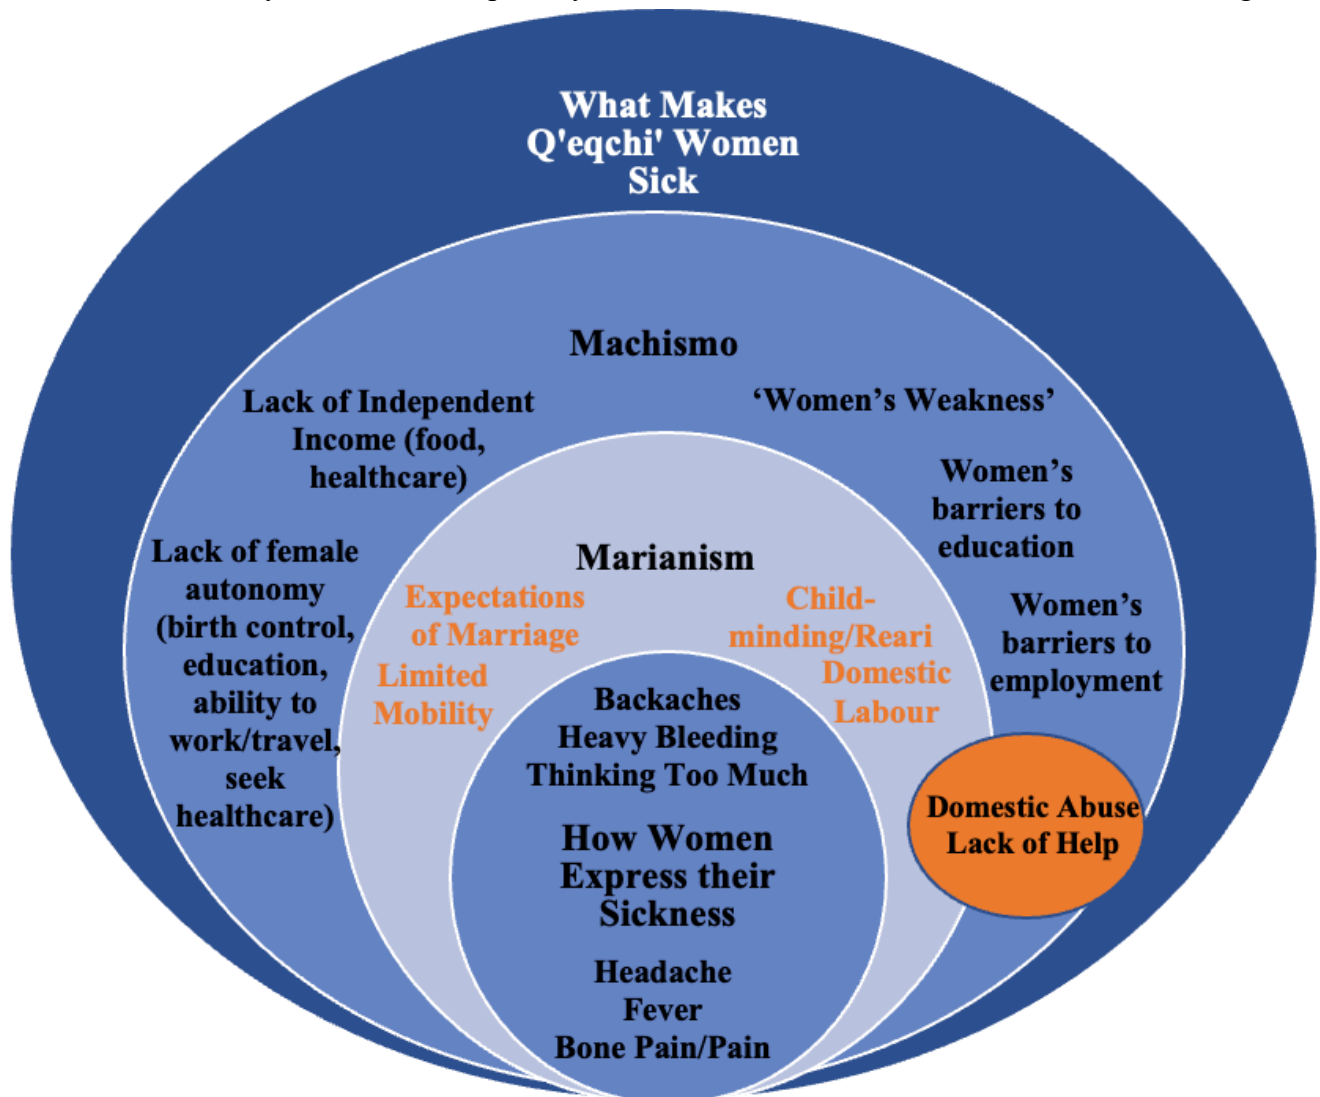 What Makes
Q'eqchi' Women
Sick
Machismo
Lack of Independent
Income (food,
healthcare)
‘Women’s Weakness’
Women’s
barriers to
education
Lack of female
autonomy
(birth control,
education,
ability to
work/travel,
seek
healthcare)
Women’s
barriers to
employment
Marianism
Expectations
of Marriage
Limited
Mobility
Child-
minding/Reari
Domestic
Labour
Domestic Abuse
Lack of Help
Backaches
Heavy Bleeding
Thinking Too Much
How Women
Express their
Sickness
Headache
Fever
Bone Pain/Pain